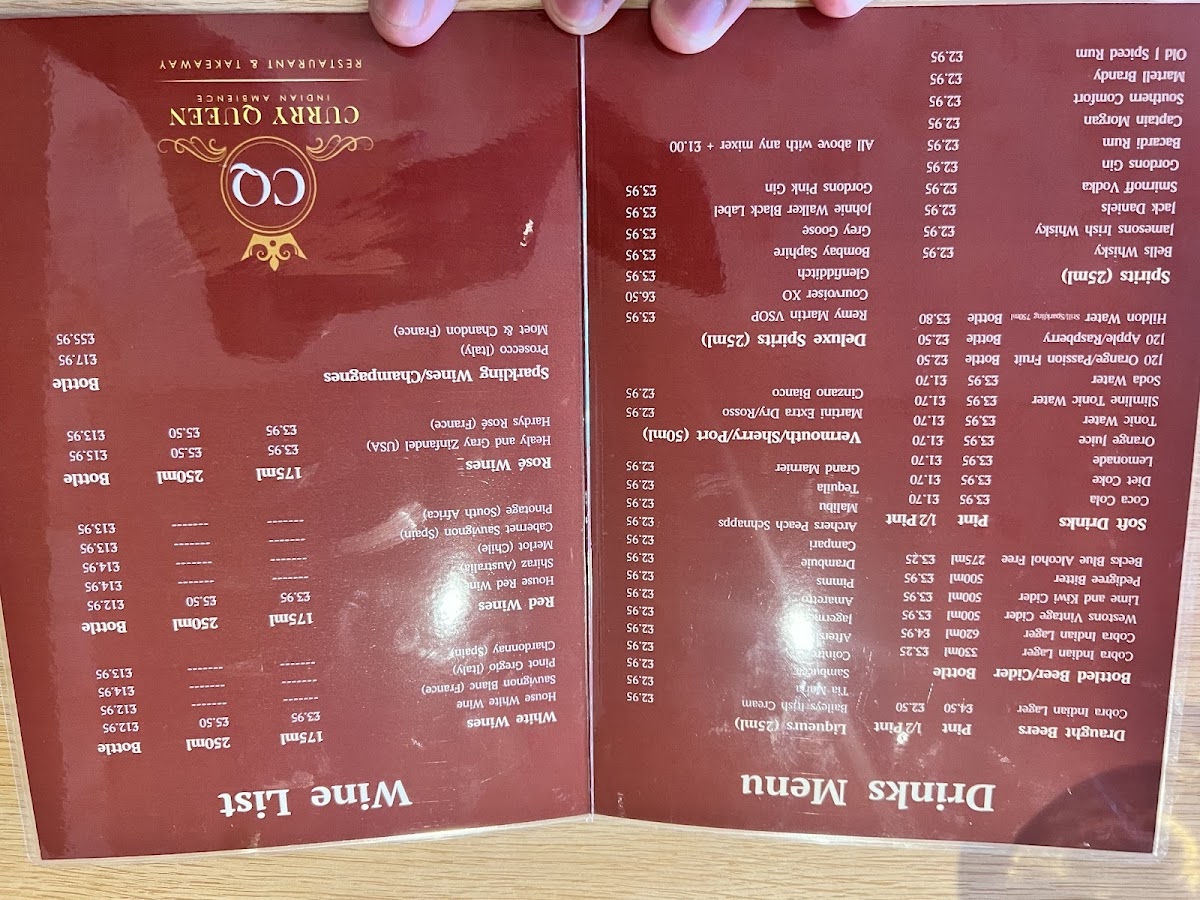 Drinks Menu
Draught Beers Pint 1/2 Pint
Cobra Indian Lager £4.50 £2.50
Bottled Beer/Cider Bottle
Cobra Indian Lager 330ml £3.25
Cobra Indian Lager 620ml £4.95
Westons Vintage Cider 500ml £3.95
Lime and Kiwi Cider 500ml £3.95
Pedigree Bitter 500ml £3.95
Becks Blue Alcohol Free 275ml £3.25
Soft Drinks Pint 1/2 Pint
Coca Cola £3.95 £1.70
Diet Coke £3.95 £1.70
Lemonade £3.95 £1.70
Orange Juice £3.95 £1.70
Tonic Water £3.95 £1.70
Slimline Tonic Water £3.95 £1.70
Soda Water £3.95 £1.70
J20 Orange/Passion Fruit Bottle £2.50
J20 Apple/Raspberry Bottle £2.50
Hildon Water Still/Sparkling 750ml Bottle £3.80
Spirits (25ml)
Bells Whisky £2.95
Jamesons Irish Whisky £2.95
Jack Daniels £2.95
Smirnoff Vodka £2.95
Gordons Gin £2.95
Bacardi Rum £2.95
Captain Morgan £2.95
Southern Comfort £2.95
Martell Brandy £2.95
Old J Spiced Rum £2.95
Liqueurs (25ml)
Baileys Irish Cream £2.95
Tia Maria £2.95
£2.95
£2.95
£2.95
£2.95
Amaretto £2.95
Pimms £2.95
Drambuie £2.95
Campari £2.95
Archers Peach Schnapps £2.95
Malibu £2.95
Tequila £2.95
Grand Marnier £2.95
Vermouth/Sherry/Port (50ml)
Martini Extra Dry/Rosso £2.95
Cinzano Bianco £2.95
Deluxe Spirits (25ml)
Remy Martin VSOP £3.95
Courvoiser XO £6.50
Glenfidditch £3.95
Bombay Saphire £3.95
Grey Goose £3.95
Johnie Walker Black Label £3.95
Gordons Pink Gin £3.95
All above with any mixer + £1.00
Wine List
White Wines 175ml 250ml Bottle
House White Wine £3.95 £5.50 £12.95
Sauvignon Blanc (France) ------- ------- £12.95
Pinot Gregio (Italy) ------- ------- £14.95
Chardonnay (Spain) ------- ------- £13.95
Red Wines 175ml 250ml Bottle
House Red Wine £3.95 £5.50 £12.95
Shiraz (Australia) ------- ------- £14.95
Merlot (Chile) ------- ------- £14.95
Cabernet Sauvignon (Spain) ------- ------- £13.95
Pinotage (South Africa) ------- ------- £13.95
Rosé Wines 175ml 250ml Bottle
Healy and Gray Zinfandel (USA) £3.95 £5.50 £15.95
Hardys Rosé (France) £3.95 £5.50 £13.95
Sparkling Wines/Champagnes Bottle
Prosecco (Italy) £17.95
Moet & Chandon (France) £55.95
CQ
CURRY QUEEN
INDIAN AMBIENCE
RESTAURANT & TAKEAWAY